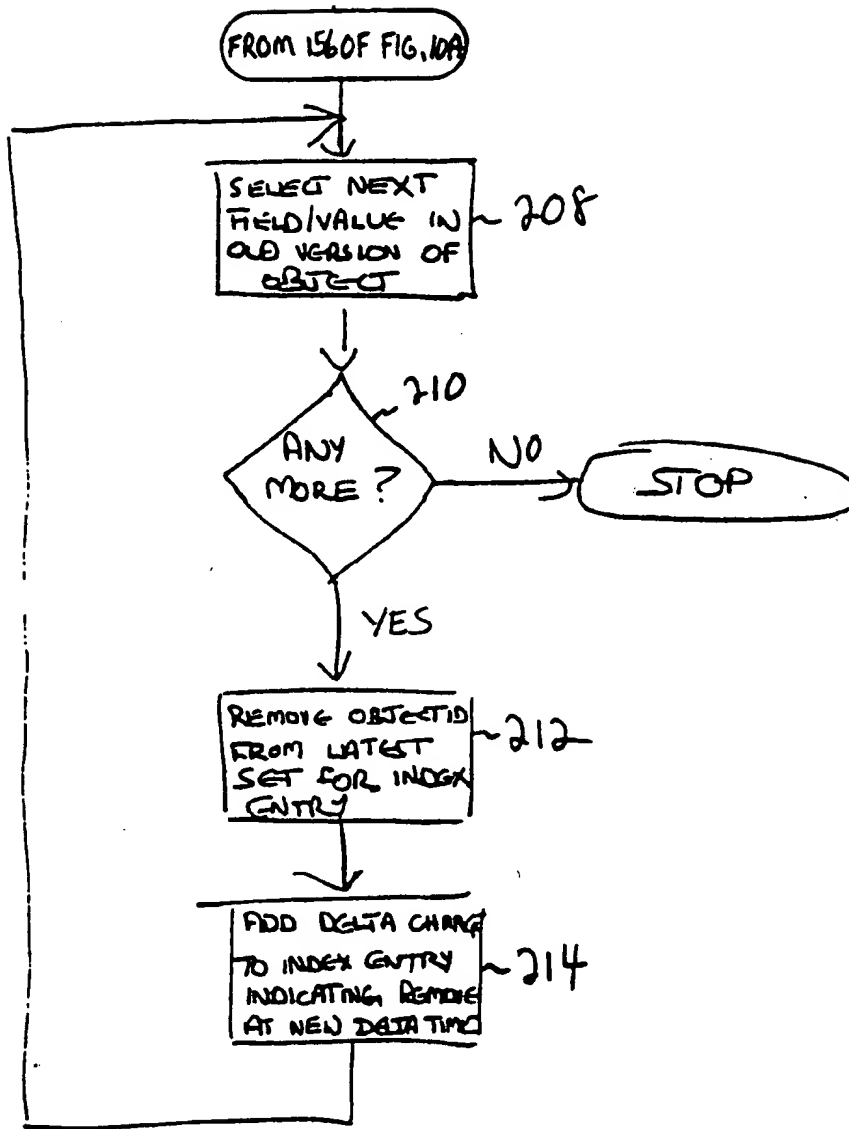 FROM 156 OF FIG. 10A
SELECT NEXT
FIELD/VALUE IN
OLD VERSION OF
OBJECT
~ 208
~ 210
ANY
MORE?
NO
STOP
YES
REMOVE OBJECTID
FROM LATEST
SET FOR INDEX
ENTRY
~ 212
ADD DELTA CHANGE
TO INDEX ENTRY
INDICATING REMOVE
AT NEW DELTA TIME
~ 214